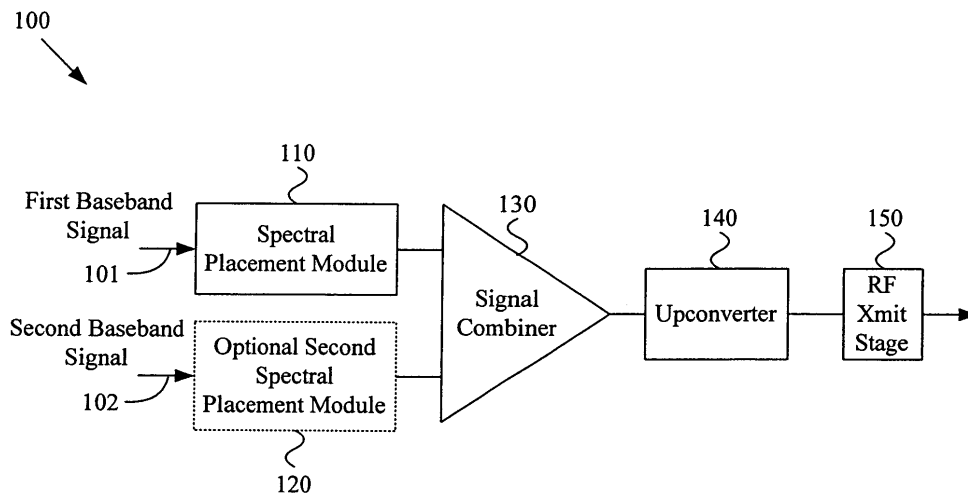 100
110
First Baseband
Signal
101
Spectral
Placement Module
130
140
150
Signal
Combiner
Upconverter
RF
Xmit
Stage
Second Baseband
Signal
102
Optional Second
Spectral
Placement Module
120